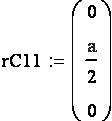 rC11 := ( 0
a/2
0 )